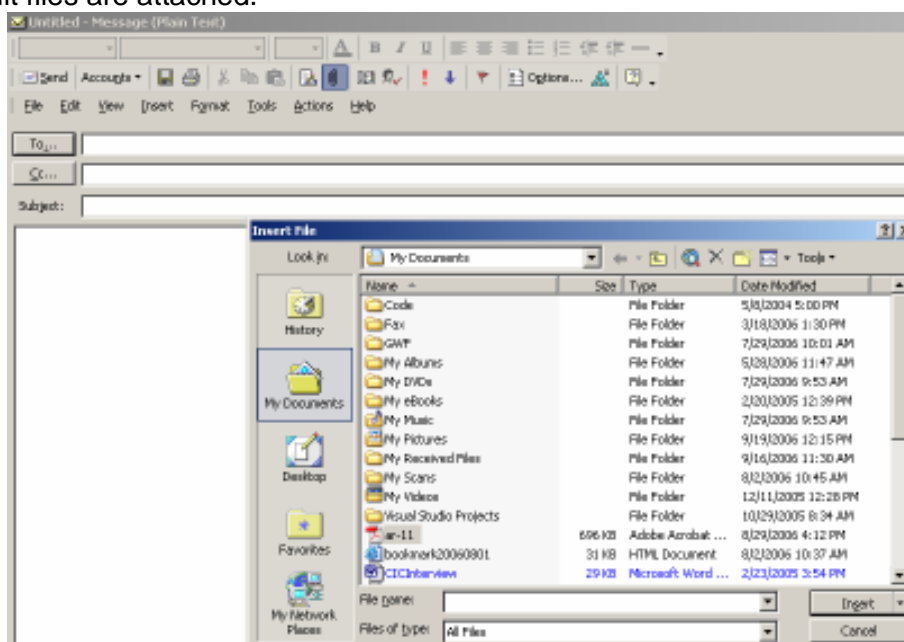 files are attached.
Untitled - Message (Plain Text)
A B I U
Send Accounts Options...
File Edit View Insert Format Tools Actions Help
To...
Cc...
Subject:
Insert File
Look in: My Documents Tools
Name Size Type Date Modified
Code File Folder 5/8/2004 5:00 PM
Fax File Folder 3/18/2006 1:30 PM
GWP File Folder 7/29/2006 10:01 AM
My Albums File Folder 5/28/2006 11:47 AM
My DVDs File Folder 7/29/2006 9:53 AM
My eBooks File Folder 2/20/2005 12:39 PM
My Music File Folder 7/29/2006 9:53 AM
My Pictures File Folder 9/19/2006 12:15 PM
My Received Files File Folder 9/16/2006 11:30 AM
My Scans File Folder 8/2/2006 10:45 AM
My Videos File Folder 12/11/2005 12:28 PM
Visual Studio Projects File Folder 10/29/2005 8:34 AM
ar-11 696 KB Adobe Acrobat ... 8/29/2006 4:12 PM
bookmark20060801 31 KB HTML Document 8/2/2006 10:37 AM
CICInterview 29 KB Microsoft Word ... 2/23/2005 3:54 PM
History
My Documents
Desktop
Favorites
My Network
Places
File name: Insert
Files of type: All Files Cancel